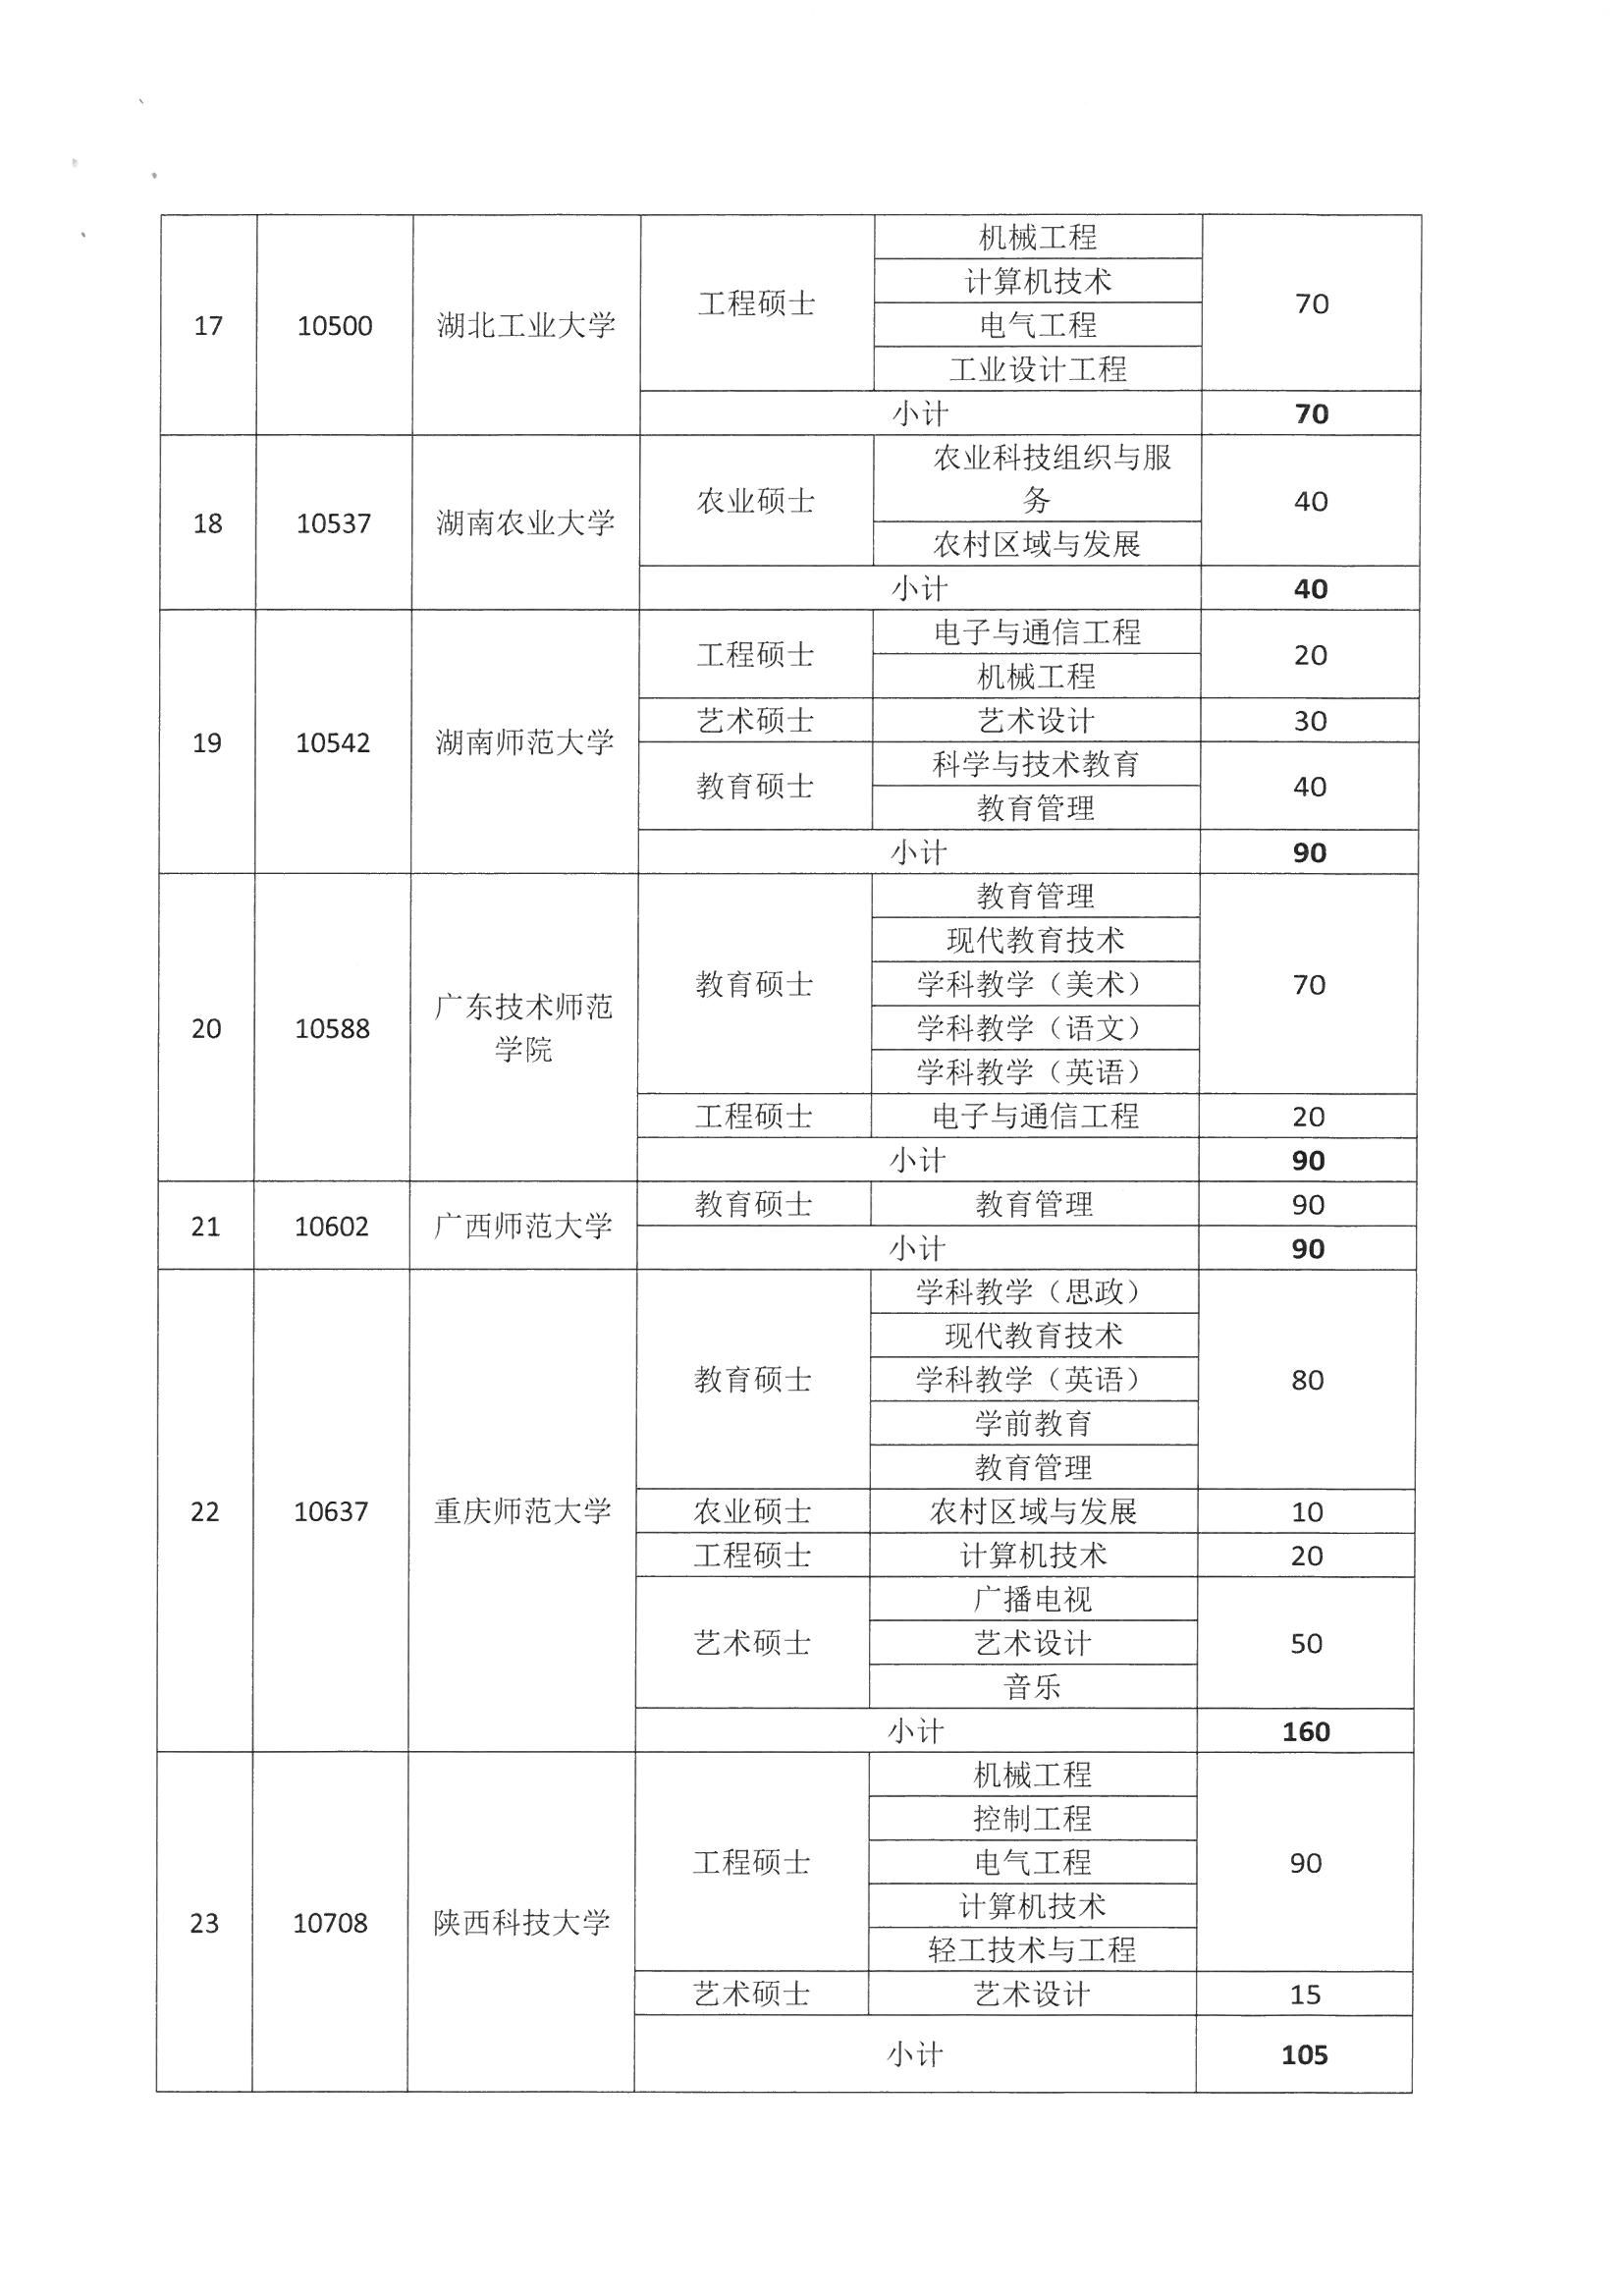 17 10500 湖北工业大学 工程硕士 机械工程 70
计算机技术
电气工程
工业设计工程
小计 70
18 10537 湖南农业大学 农业硕士 农业科技组织与服 40
务
农村区域与发展
小计 40
19 10542 湖南师范大学 工程硕士 电子与通信工程 20
机械工程
艺术硕士 艺术设计 30
教育硕士 科学与技术教育 40
教育管理
小计 90
20 10588 广东技术师范 教育硕士 教育管理 70
学院
现代教育技术
学科教学（美术）
学科教学（语文）
学科教学（英语）
工程硕士 电子与通信工程 20
小计 90
21 10602 广西师范大学 教育硕士 教育管理 90
小计 90
22 10637 重庆师范大学 教育硕士 学科教学（思政） 80
现代教育技术
学科教学（英语）
学前教育
教育管理
农业硕士 农村区域与发展 10
工程硕士 计算机技术 20
艺术硕士 广播电视 50
艺术设计
音乐
小计 160
23 10708 陕西科技大学 工程硕士 机械工程 90
控制工程
电气工程
计算机技术
轻工技术与工程
艺术硕士 艺术设计 15
小计 105